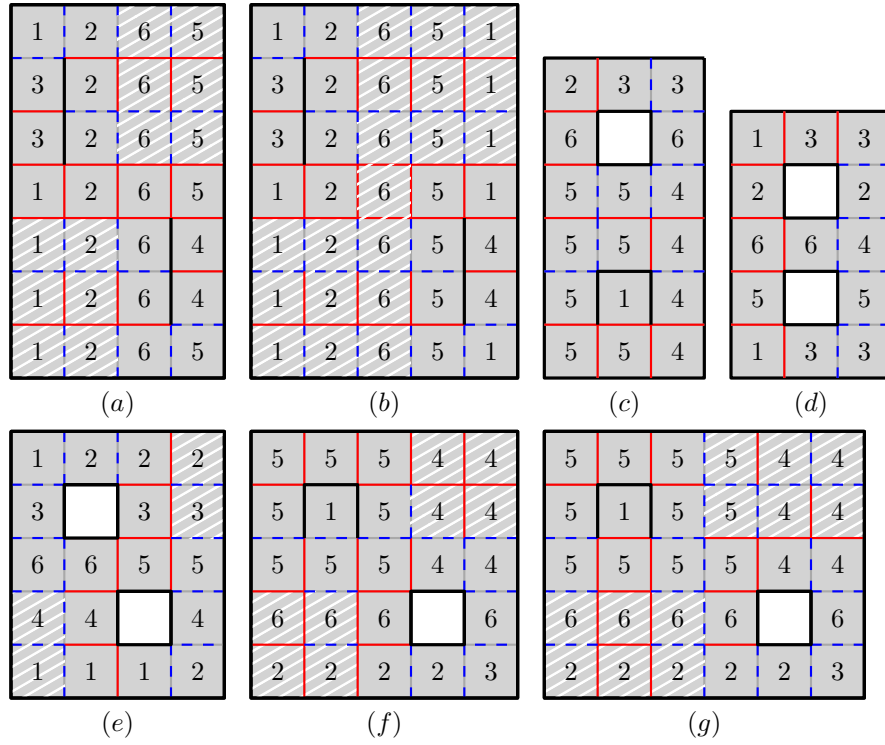 1 2 6 5
3 2 6 5
3 2 6 5
1 2 6 5
1 2 6 4
1 2 6 4
1 2 6 5
(a)
1 2 6 5 1
3 2 6 5 1
3 2 6 5 1
1 2 6 5 1
1 2 6 5 4
1 2 6 5 4
1 2 6 5 1
(b)
2 3 3
6 6
5 5 4
5 5 4
5 1 4
5 5 4
(c)
1 3 3
2 2
6 6 4
5 5
1 3 3
(d)
1 2 2 2
3 3 3
6 6 5 5
4 4 4
1 1 1 2
(e)
5 5 5 4 4
5 1 5 4 4
5 5 5 4 4
6 6 6 6
2 2 2 2 3
(f)
5 5 5 5 4 4
5 1 5 5 4 4
5 5 5 5 4 4
6 6 6 6 6
2 2 2 2 2 3
(g)